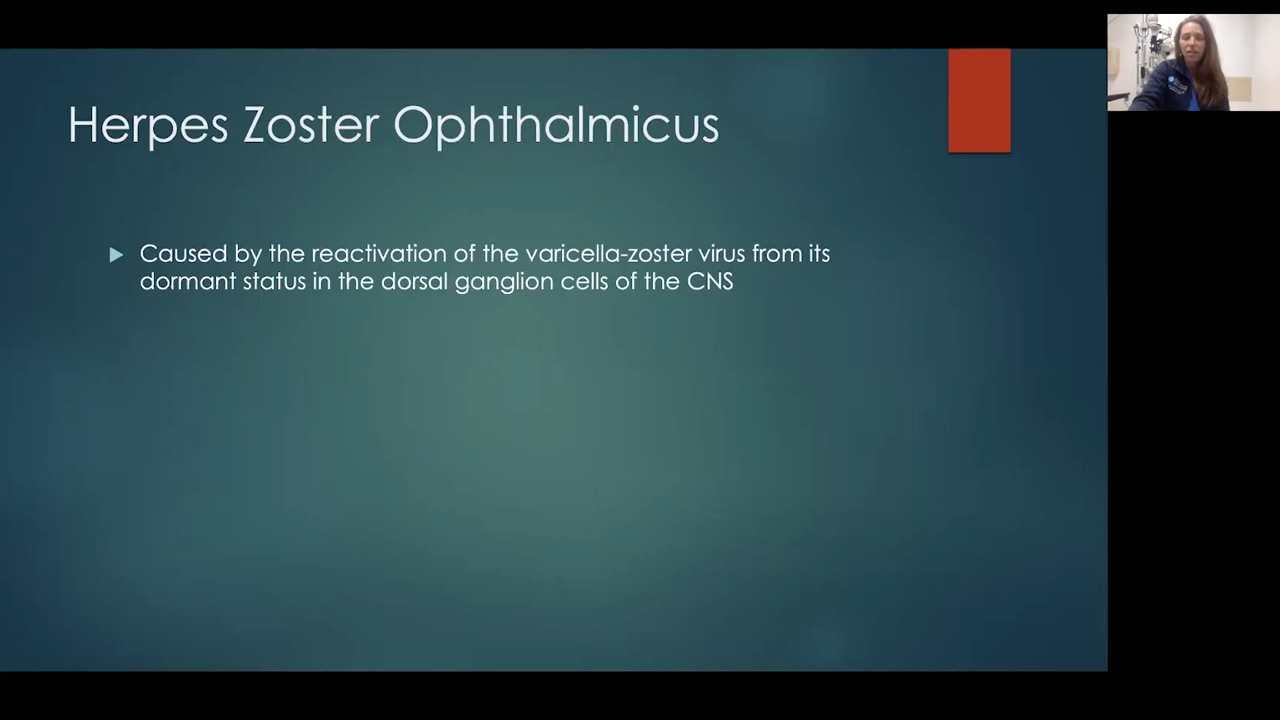 Herpes Zoster Ophthalmicus
Caused by the reactivation of the varicella-zoster virus from its
dormant status in the dorsal ganglion cells of the CNS